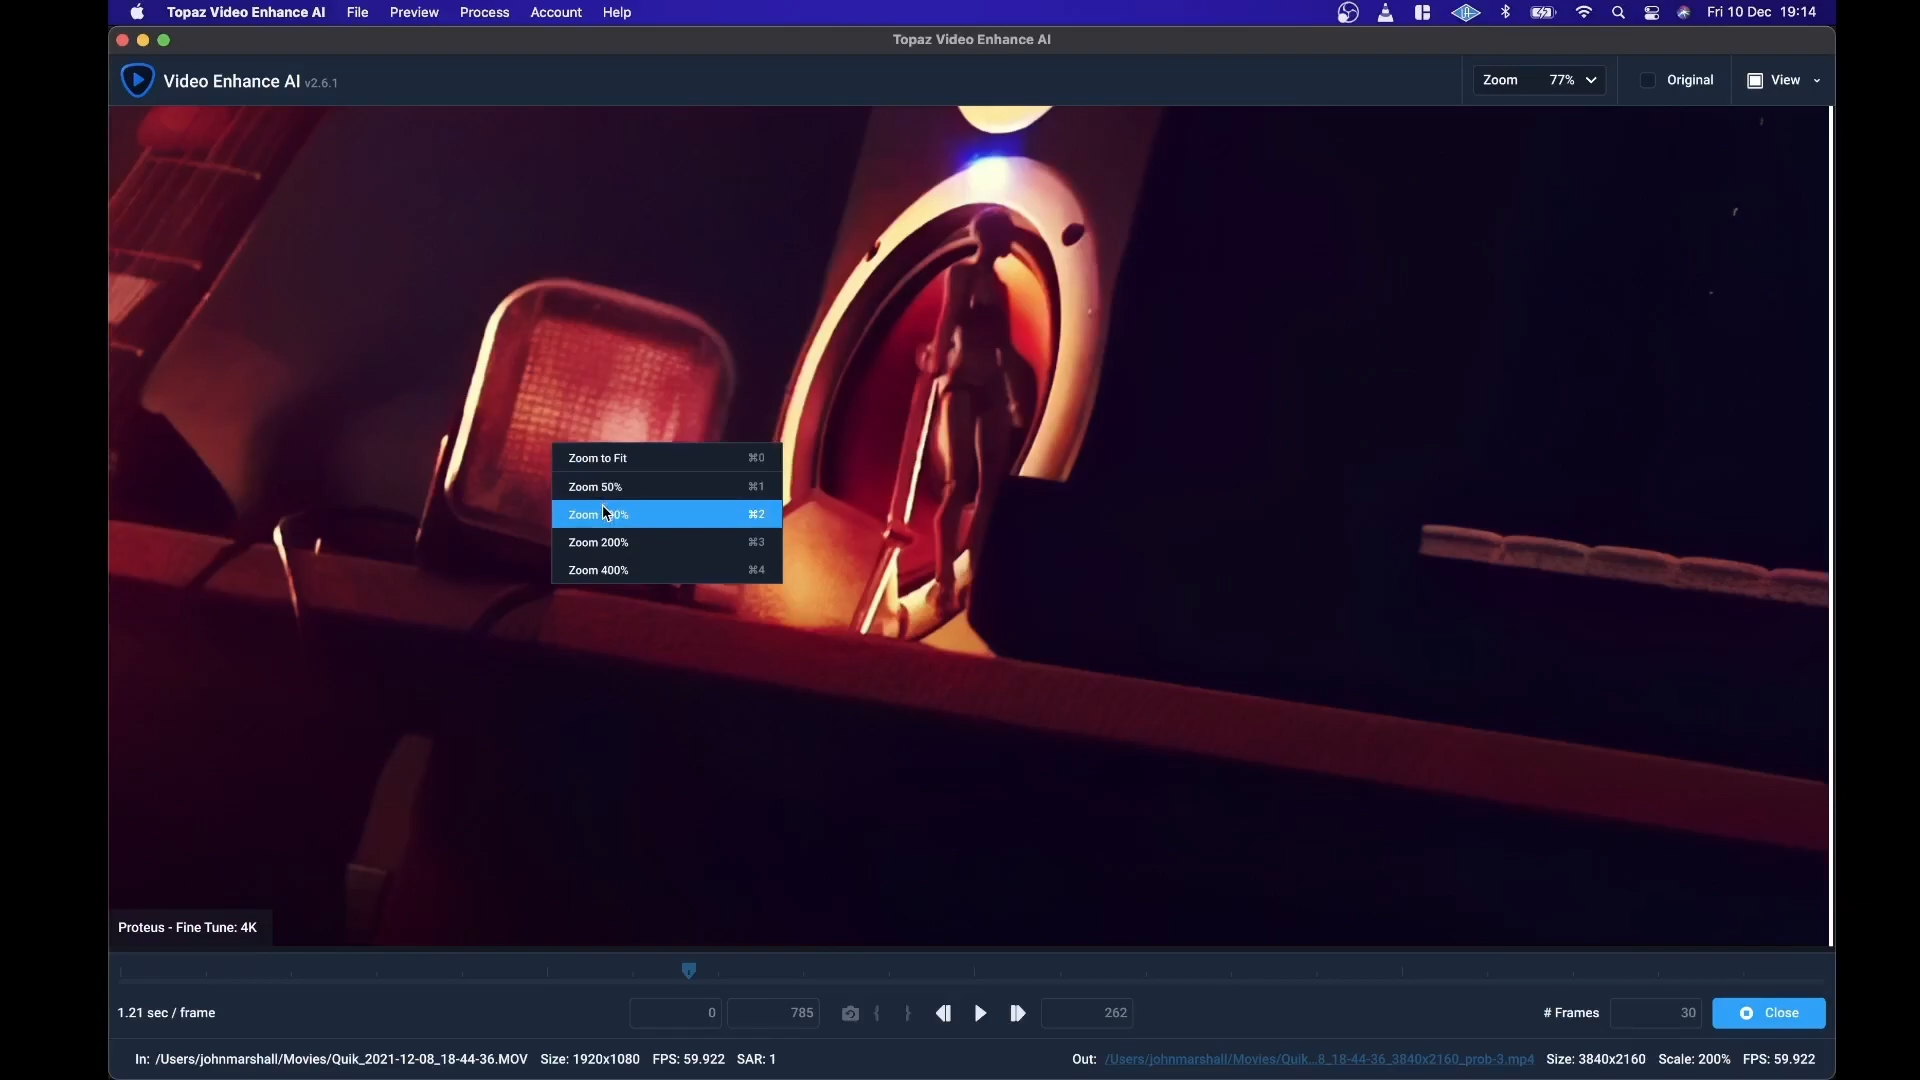 Topaz Video Enhance AI File Preview Process Account Help Fri 10 Dec 19:14
Topaz Video Enhance AI
Video Enhance AI v2.6.1 Zoom 77% Original View
Zoom to Fit ⌘0
Zoom 50% ⌘1
Zoom ⌘2
Zoom 200% ⌘3
Zoom 400% ⌘4
Proteus - Fine Tune: 4K
1.21 sec / frame 0 785 { } 262 # Frames 30 Close
In: /Users/johnmarshall/Movies/Quik_2021-12-08_18-44-36.MOV Size: 1920x1080 FPS: 59.922 SAR: 1 Out: /Users/johnmarshall/Movies/Quik...8_18-44-36_3840x2160_prob-3.mp4 Size: 3840x2160 Scale: 200% FPS: 59.922